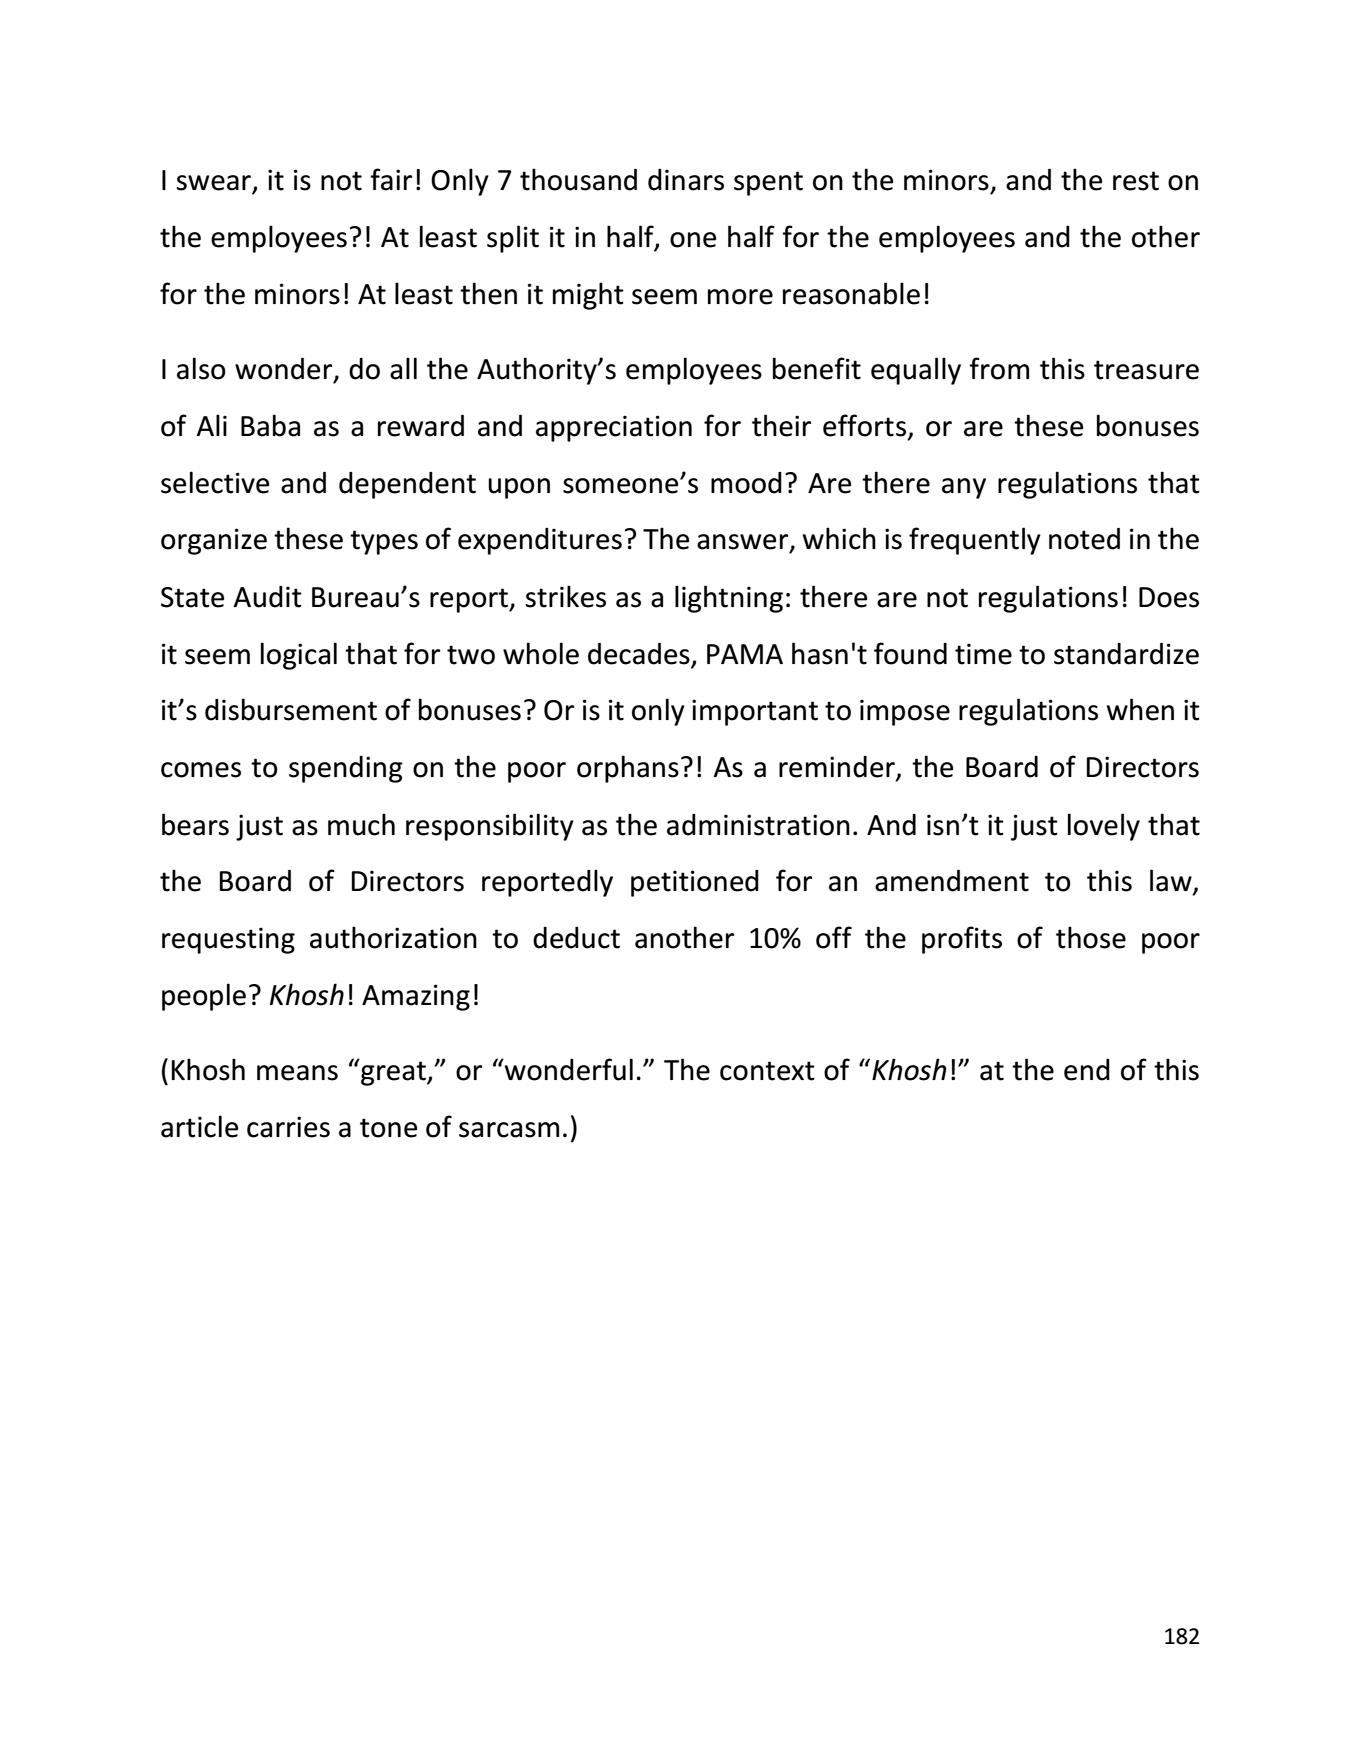 I swear, it is not fair! Only 7 thousand dinars spent on the minors, and the rest on
the employees?! At least split it in half, one half for the employees and the other
for the minors! At least then it might seem more reasonable!
I also wonder, do all the Authority’s employees benefit equally from this treasure
of Ali Baba as a reward and appreciation for their efforts, or are these bonuses
selective and dependent upon someone’s mood? Are there any regulations that
organize these types of expenditures? The answer, which is frequently noted in the
State Audit Bureau’s report, strikes as a lightning: there are not regulations! Does
it seem logical that for two whole decades, PAMA hasn't found time to standardize
it’s disbursement of bonuses? Or is it only important to impose regulations when it
comes to spending on the poor orphans?! As a reminder, the Board of Directors
bears just as much responsibility as the administration. And isn’t it just lovely that
the Board of Directors reportedly petitioned for an amendment to this law,
requesting authorization to deduct another 10% off the profits of those poor
people? Khosh! Amazing!
(Khosh means “great,” or “wonderful.” The context of “Khosh!” at the end of this
article carries a tone of sarcasm.)
182